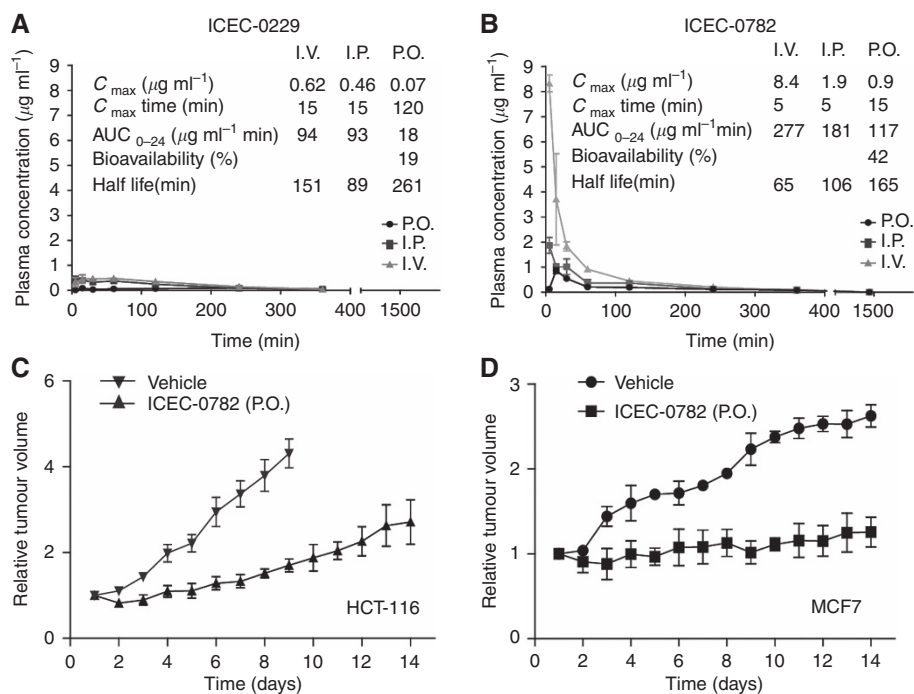 A
ICEC-0229
I.V. I.P. P.O.
C max (μg ml–1) 0.62 0.46 0.07
C max time (min) 15 15 120
AUC 0–24 (μg ml–1 min) 94 93 18
Bioavailability (%) 19
Half life(min) 151 89 261
P.O.
I.P.
I.V.
Plasma concentration (μg ml–1)
9
8
7
6
5
4
3
2
1
0
0 100 200 300 400 1500
Time (min)
B
ICEC-0782
I.V. I.P. P.O.
C max (μg ml–1) 8.4 1.9 0.9
C max time (min) 5 5 15
AUC 0–24 (μg ml–1min) 277 181 117
Bioavailability (%) 42
Half life(min) 65 106 165
P.O.
I.P.
I.V.
Plasma concentration (μg ml–1)
9
8
7
6
5
4
3
2
1
0
0 100 200 300 400 1500
Time (min)
C
Vehicle
ICEC-0782 (P.O.)
Relative tumour volume
6
4
2
0
HCT-116
0 2 4 6 8 10 12 14
Time (days)
D
Vehicle
ICEC-0782 (P.O.)
Relative tumour volume
3
2
1
0
MCF7
0 2 4 6 8 10 12 14
Time (days)